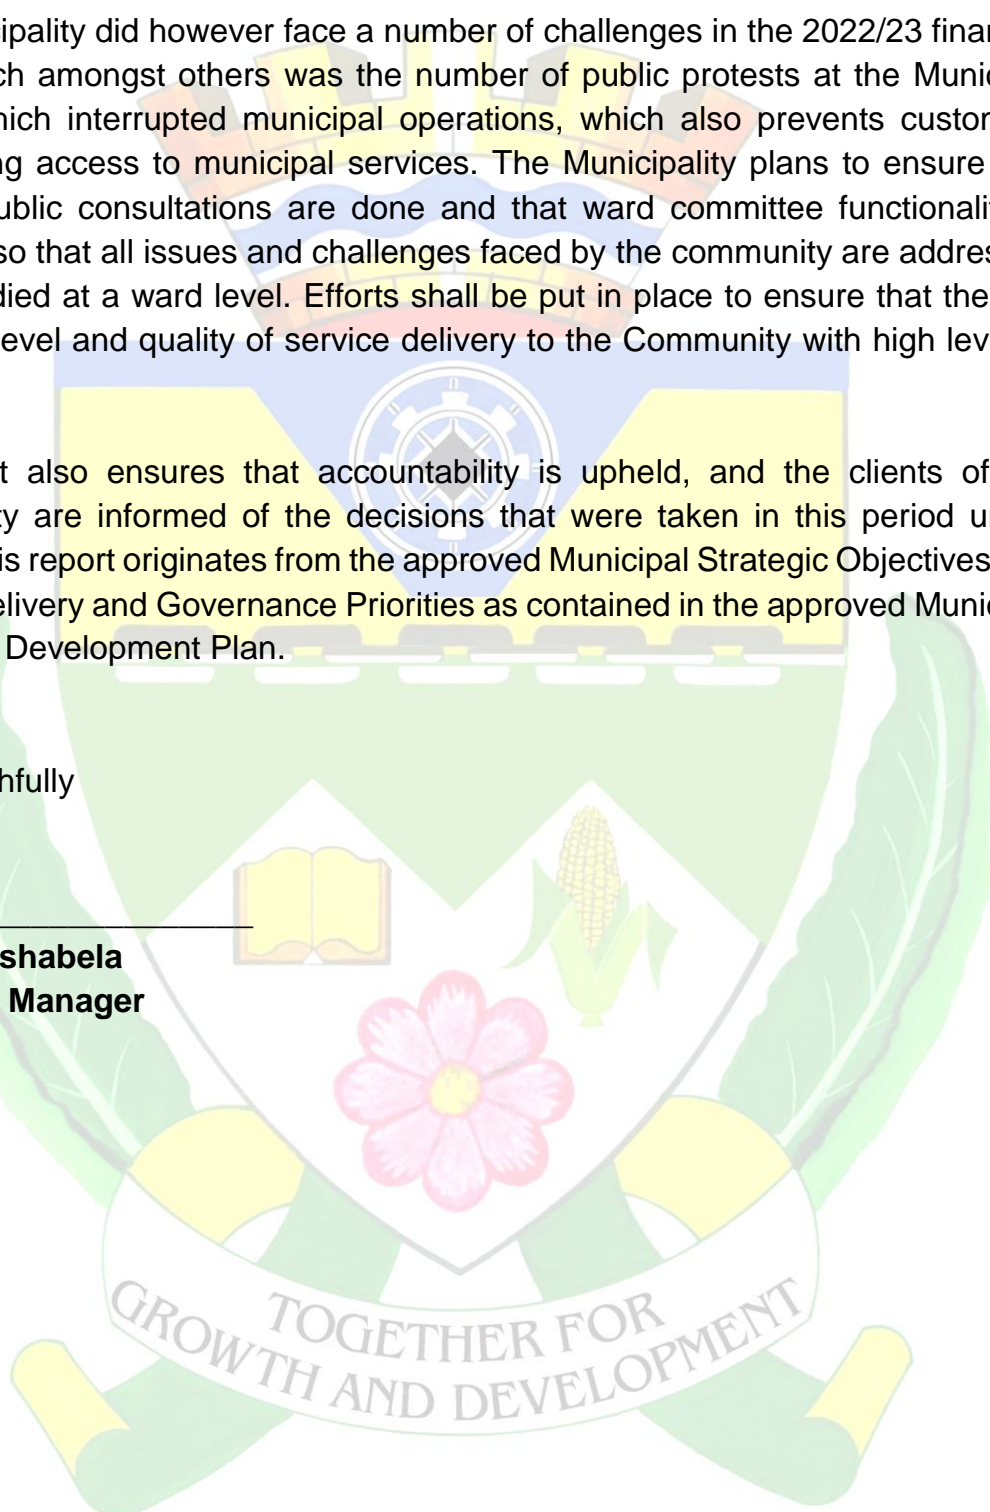 cipality did however face a number of challenges in the 2022/23 finan
ch amongst others was the number of public protests at the Munic
hich interrupted municipal operations, which also prevents custor
ng access to municipal services. The Municipality plans to ensure
ublic consultations are done and that ward committee functionalit
so that all issues and challenges faced by the community are addres
died at a ward level. Efforts shall be put in place to ensure that the
level and quality of service delivery to the Community with high lev
t also ensures that accountability is upheld, and the clients of
ty are informed of the decisions that were taken in this period u
is report originates from the approved Municipal Strategic Objectives
elivery and Governance Priorities as contained in the approved Munic
Development Plan.
hfully
shabela
Manager
TOGETHER FOR
GROWTH AND DEVELOPMENT